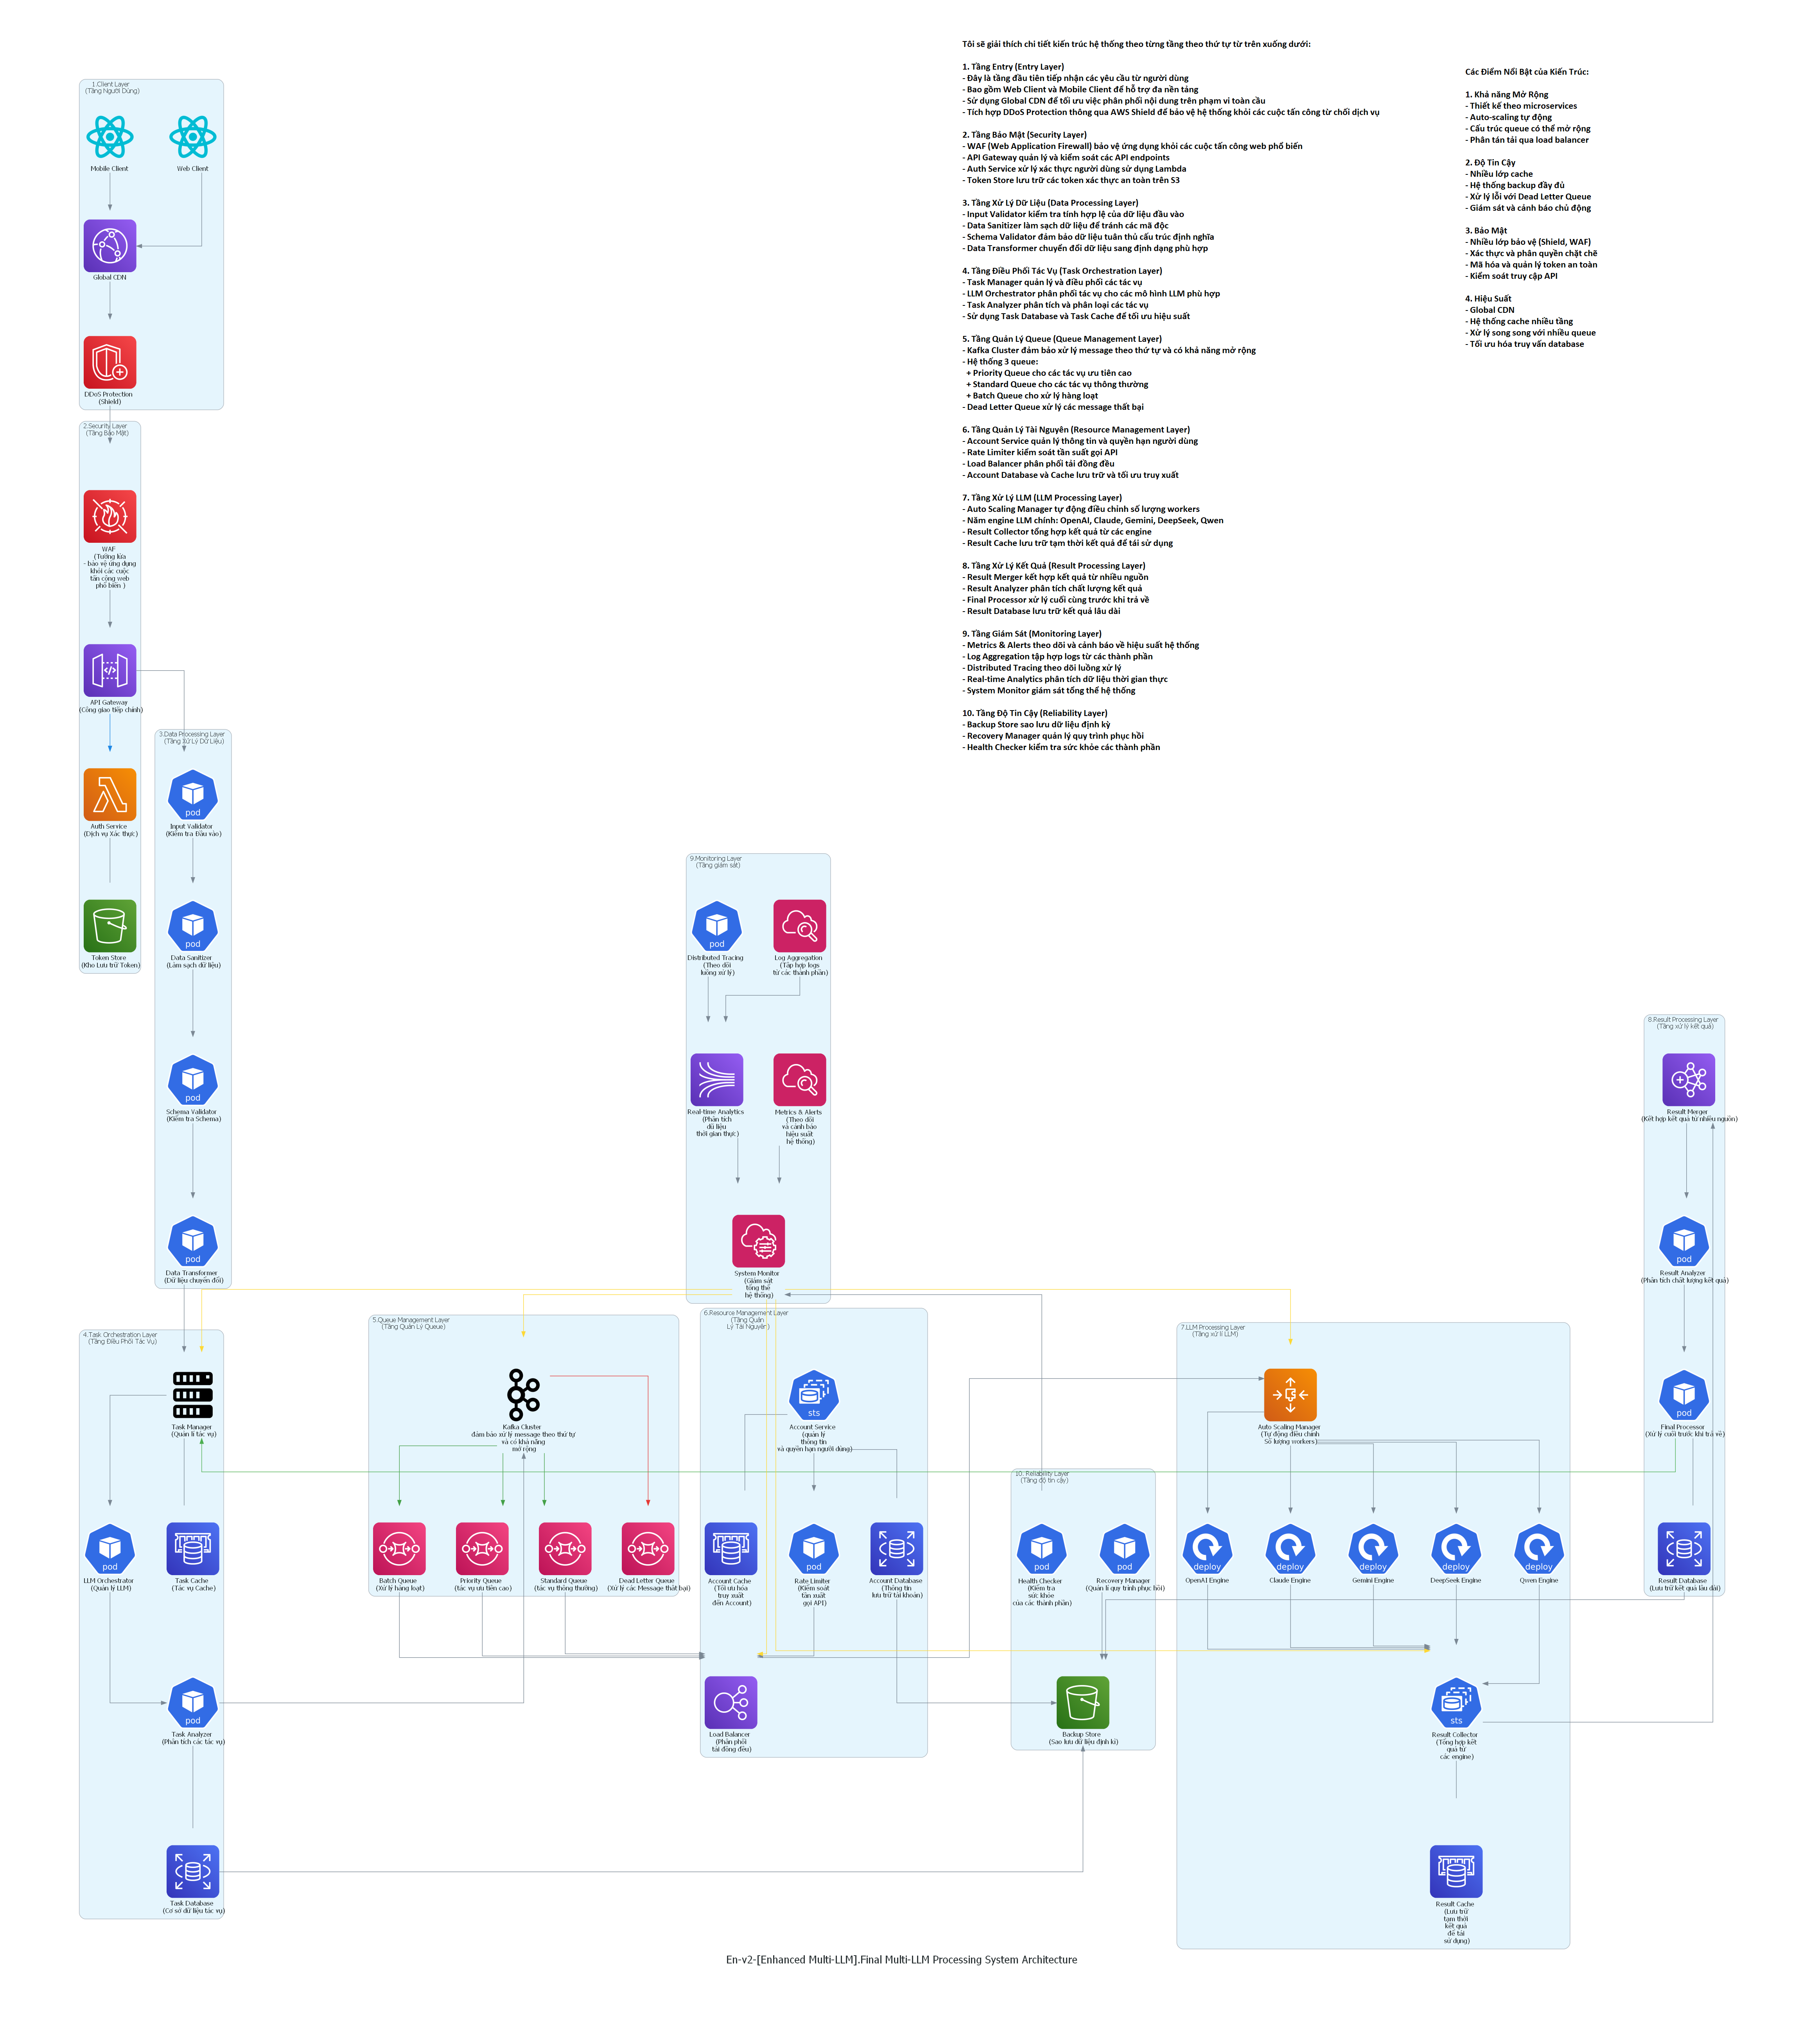 Tôi sẽ giải thích chi tiết kiến trúc hệ thống theo từng tầng theo thứ tự từ trên xuống dưới:
1. Tầng Entry (Entry Layer)
- Đây là tầng đầu tiên tiếp nhận các yêu cầu từ người dùng
- Bao gồm Web Client và Mobile Client để hỗ trợ đa nền tảng
- Sử dụng Global CDN để tối ưu việc phân phối nội dung trên phạm vi toàn cầu
- Tích hợp DDoS Protection thông qua AWS Shield để bảo vệ hệ thống khỏi các cuộc tấn công từ chối dịch vụ
2. Tầng Bảo Mật (Security Layer)
- WAF (Web Application Firewall) bảo vệ ứng dụng khỏi các cuộc tấn công web phổ biến
- API Gateway quản lý và kiểm soát các API endpoints
- Auth Service xử lý xác thực người dùng sử dụng Lambda
- Token Store lưu trữ các token xác thực an toàn trên S3
3. Tầng Xử Lý Dữ Liệu (Data Processing Layer)
- Input Validator kiểm tra tính hợp lệ của dữ liệu đầu vào
- Data Sanitizer làm sạch dữ liệu để tránh các mã độc
- Schema Validator đảm bảo dữ liệu tuân thủ cấu trúc định nghĩa
- Data Transformer chuyển đổi dữ liệu sang định dạng phù hợp
4. Tầng Điều Phối Tác Vụ (Task Orchestration Layer)
- Task Manager quản lý và điều phối các tác vụ
- LLM Orchestrator phân phối tác vụ cho các mô hình LLM phù hợp
- Task Analyzer phân tích và phân loại các tác vụ
- Sử dụng Task Database và Task Cache để tối ưu hiệu suất
5. Tầng Quản Lý Queue (Queue Management Layer)
- Kafka Cluster đảm bảo xử lý message theo thứ tự và có khả năng mở rộng
- Hệ thống 3 queue:
+ Priority Queue cho các tác vụ ưu tiên cao
+ Standard Queue cho các tác vụ thông thường
+ Batch Queue cho xử lý hàng loạt
- Dead Letter Queue xử lý các message thất bại
6. Tầng Quản Lý Tài Nguyên (Resource Management Layer)
- Account Service quản lý thông tin và quyền hạn người dùng
- Rate Limiter kiểm soát tần suất gọi API
- Load Balancer phân phối tải đồng đều
- Account Database và Cache lưu trữ và tối ưu truy xuất
7. Tầng Xử Lý LLM (LLM Processing Layer)
- Auto Scaling Manager tự động điều chỉnh số lượng workers
- Năm engine LLM chính: OpenAI, Claude, Gemini, DeepSeek, Qwen
- Result Collector tổng hợp kết quả từ các engine
- Result Cache lưu trữ tạm thời kết quả để tái sử dụng
8. Tầng Xử Lý Kết Quả (Result Processing Layer)
- Result Merger kết hợp kết quả từ nhiều nguồn
- Result Analyzer phân tích chất lượng kết quả
- Final Processor xử lý cuối cùng trước khi trả về
- Result Database lưu trữ kết quả lâu dài
9. Tầng Giám Sát (Monitoring Layer)
- Metrics & Alerts theo dõi và cảnh báo về hiệu suất hệ thống
- Log Aggregation tập hợp logs từ các thành phần
- Distributed Tracing theo dõi luồng xử lý
- Real-time Analytics phân tích dữ liệu thời gian thực
- System Monitor giám sát tổng thể hệ thống
10. Tầng Độ Tin Cậy (Reliability Layer)
- Backup Store sao lưu dữ liệu định kỳ
- Recovery Manager quản lý quy trình phục hồi
- Health Checker kiểm tra sức khỏe các thành phần
Các Điểm Nổi Bật của Kiến Trúc:
1. Khả năng Mở Rộng
- Thiết kế theo microservices
- Auto-scaling tự động
- Cấu trúc queue có thể mở rộng
- Phân tán tải qua load balancer
2. Độ Tin Cậy
- Nhiều lớp cache
- Hệ thống backup đầy đủ
- Xử lý lỗi với Dead Letter Queue
- Giám sát và cảnh báo chủ động
3. Bảo Mật
- Nhiều lớp bảo vệ (Shield, WAF)
- Xác thực và phân quyền chặt chẽ
- Mã hóa và quản lý token an toàn
- Kiểm soát truy cập API
4. Hiệu Suất
- Global CDN
- Hệ thống cache nhiều tầng
- Xử lý song song với nhiều queue
- Tối ưu hóa truy vấn database
1.Client Layer
(Tầng Người Dùng)
Mobile Client
Web Client
Global CDN
DDoS Protection
(Shield)
2.Security Layer
(Tầng Bảo Mật)
WAF
(Tường lửa
- bảo vệ ứng dụng
khỏi các cuộc
tấn công web
phổ biến )
API Gateway
(Cổng giao tiếp chính)
Auth Service
(Dịch vụ Xác thực)
Token Store
(Kho Lưu trữ Token)
3.Data Processing Layer
(Tầng Xử Lý Dữ Liệu)
pod
Input Validator
(Kiểm tra Đầu vào)
pod
Data Sanitizer
(Làm sạch dữ liệu)
pod
Schema Validator
(Kiểm tra Schema)
pod
Data Transformer
(Dữ liệu chuyển đổi)
9.Monitoring Layer
(Tầng giám sát)
pod
Distributed Tracing
(Theo dõi
luồng xử lý)
Log Aggregation
(Tập hợp logs
từ các thành phần)
Real-time Analytics
(Phân tích
dữ liệu
thời gian thực)
Metrics & Alerts
(Theo dõi
và cảnh báo
hiệu suất
hệ thống)
System Monitor
(Giám sát
tổng thể
hệ thống)
8.Result Processing Layer
(Tầng xử lý kết quả)
Result Merger
(Kết hợp kết quả từ nhiều nguồn)
pod
Result Analyzer
(Phân tích chất lượng kết quả)
pod
Final Processor
(Xử lý cuối trước khi trả về)
Result Database
(Lưu trữ kết quả lâu dài)
4.Task Orchestration Layer
(Tầng Điều Phối Tác Vụ)
Task Manager
(Quản lí tác vụ)
pod
LLM Orchestrator
(Quản lý LLM)
Task Cache
(Tác vụ Cache)
pod
Task Analyzer
(Phân tích các tác vụ)
Task Database
(Cơ sở dữ liệu tác vụ)
5.Queue Management Layer
(Tầng Quản Lý Queue)
Kafka Cluster
đảm bảo xử lý message theo thứ tự
và có khả năng
mở rộng
Batch Queue
(Xử lý hàng loạt)
Priority Queue
(tác vụ ưu tiên cao)
Standard Queue
(tác vụ thông thường)
Dead Letter Queue
(Xử lý các Message thất bại)
6.Resource Management Layer
(Tầng Quản
Lý Tài Nguyên)
sts
Account Service
(quản lý
thông tin
và quyền hạn người dùng)
Account Cache
(Tối ưu hóa
truy xuất
đến Account)
pod
Rate Limiter
(Kiểm soát
tần suất
gọi API)
Account Database
(Thông tin
lưu trữ tài khoản)
Load Balancer
(Phân phối
tải đồng đều)
10. Reliability Layer
(Tầng độ tin cậy)
pod
Health Checker
(Kiểm tra
sức khỏe
của các thành phần)
pod
Recovery Manager
(Quản lí quy trình phục hồi)
Backup Store
(Sao lưu dữ liệu định kì)
7.LLM Processing Layer
(Tầng xử lí LLM)
Auto Scaling Manager
(Tự động điều chỉnh
Số lượng workers)
deploy
OpenAI Engine
deploy
Claude Engine
deploy
Gemini Engine
deploy
DeepSeek Engine
deploy
Qwen Engine
sts
Result Collector
(Tổng hợp kết
quả từ
các engine)
Result Cache
(Lưu trữ
tạm thời
kết quả
để tái
sử dụng)
En-v2-[Enhanced Multi-LLM].Final Multi-LLM Processing System Architecture